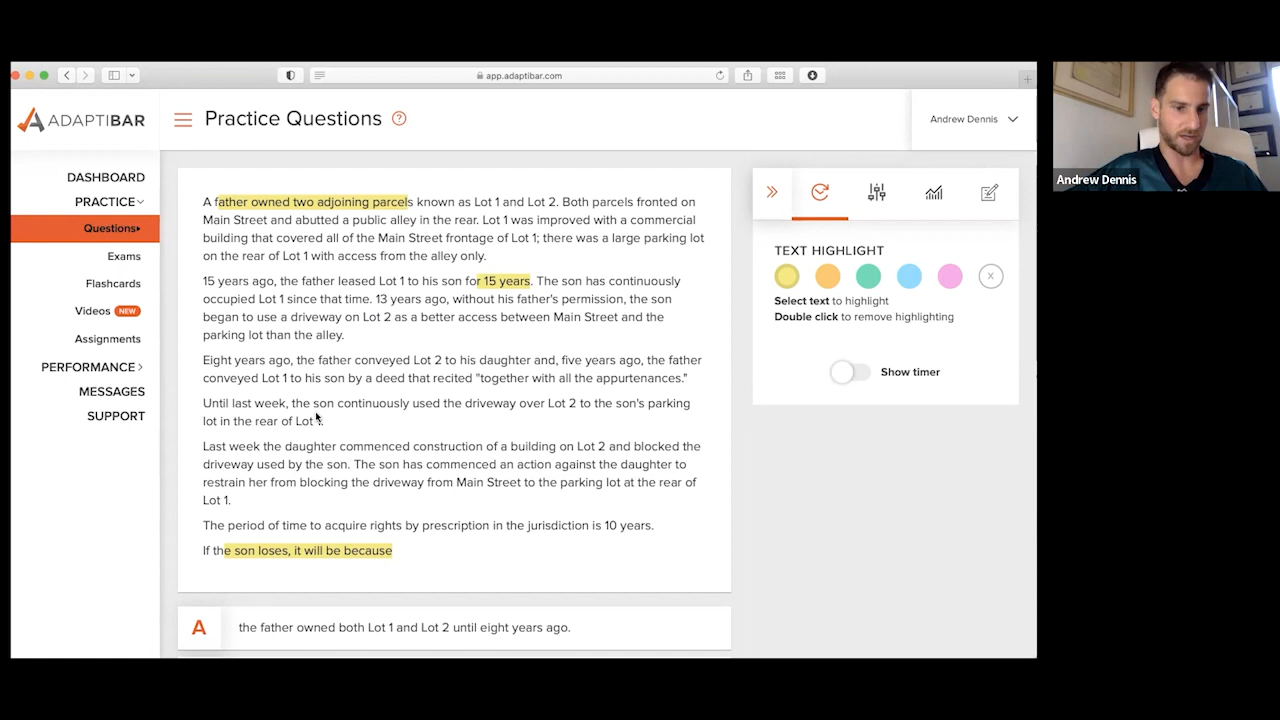 app.adaptibar.com
ADAPTIBAR
Practice Questions
Andrew Dennis
DASHBOARD
PRACTICE
Questions
Exams
Flashcards
Videos NEW
Assignments
PERFORMANCE
MESSAGES
SUPPORT
A father owned two adjoining parcels known as Lot 1 and Lot 2. Both parcels fronted on
Main Street and abutted a public alley in the rear. Lot 1 was improved with a commercial
building that covered all of the Main Street frontage of Lot 1; there was a large parking lot
on the rear of Lot 1 with access from the alley only.
15 years ago, the father leased Lot 1 to his son for 15 years. The son has continuously
occupied Lot 1 since that time. 13 years ago, without his father's permission, the son
began to use a driveway on Lot 2 as a better access between Main Street and the
parking lot than the alley.
Eight years ago, the father conveyed Lot 2 to his daughter and, five years ago, the father
conveyed Lot 1 to his son by a deed that recited "together with all the appurtenances."
Until last week, the son continuously used the driveway over Lot 2 to the son's parking
lot in the rear of Lot 1.
Last week the daughter commenced construction of a building on Lot 2 and blocked the
driveway used by the son. The son has commenced an action against the daughter to
restrain her from blocking the driveway from Main Street to the parking lot at the rear of
Lot 1.
The period of time to acquire rights by prescription in the jurisdiction is 10 years.
If the son loses, it will be because
A the father owned both Lot 1 and Lot 2 until eight years ago.
TEXT HIGHLIGHT
Select text to highlight
Double click to remove highlighting
Show timer
Andrew Dennis